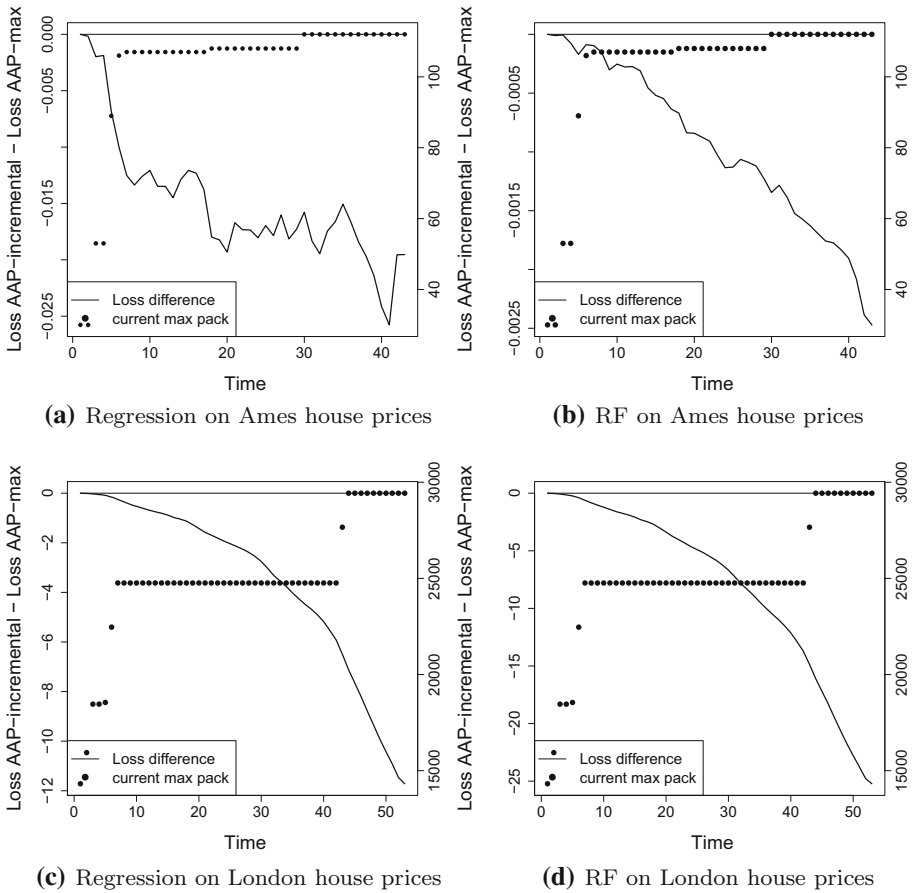 Loss AAP−incremental − Loss AAP−max
0.000
−0.005
−0.015
−0.025
100
80
60
40
Loss difference
current max pack
0 10 20 30 40
Time
(a) Regression on Ames house prices
Loss AAP−incremental − Loss AAP−max
−0.0005
−0.0015
−0.0025
100
80
60
40
Loss difference
current max pack
0 10 20 30 40
Time
(b) RF on Ames house prices
Loss AAP−incremental − Loss AAP−max
0
−2
−4
−6
−8
−10
−12
30000
25000
20000
15000
Loss difference
current max pack
0 10 20 30 40 50
Time
(c) Regression on London house prices
Loss AAP−incremental − Loss AAP−max
0
−5
−10
−15
−20
−25
30000
25000
20000
15000
Loss difference
current max pack
0 10 20 30 40 50
Time
(d) RF on London house prices